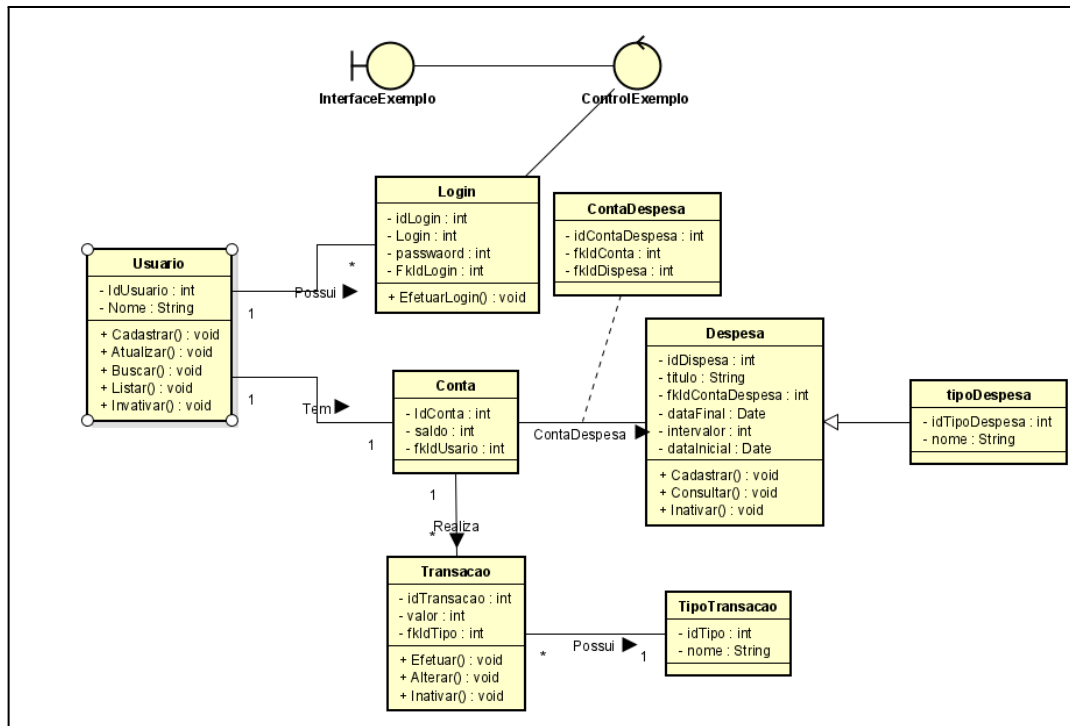 InterfaceExemplo
ControlExemplo
Login
- idLogin : int
- Login : int
- passwaord : int
- FkIdLogin : int
+ EfetuarLogin() : void
ContaDespesa
- idContaDespesa : int
- fkIdConta : int
- fkIdDispesa : int
Usuario
- IdUsuario : int
- Nome : String
+ Cadastrar() : void
+ Atualizar() : void
+ Buscar() : void
+ Listar() : void
+ Invativar() : void
1
Possui
*
1
Tem
1
Conta
- IdConta : int
- saldo : int
- fkIdUsario : int
ContaDespesa
Despesa
- idDispesa : int
- titulo : String
- fkIdContaDespesa : int
- dataFinal : Date
- intervalor : int
- dataInicial : Date
+ Cadastrar() : void
+ Consultar() : void
+ Inativar() : void
tipoDespesa
- idTipoDespesa : int
- nome : String
1
Realiza
*
Transacao
- idTransacao : int
- valor : int
- fkIdTipo : int
+ Efetuar() : void
+ Alterar() : void
+ Inativar() : void
*
Possui
1
TipoTransacao
- idTipo : int
- nome : String